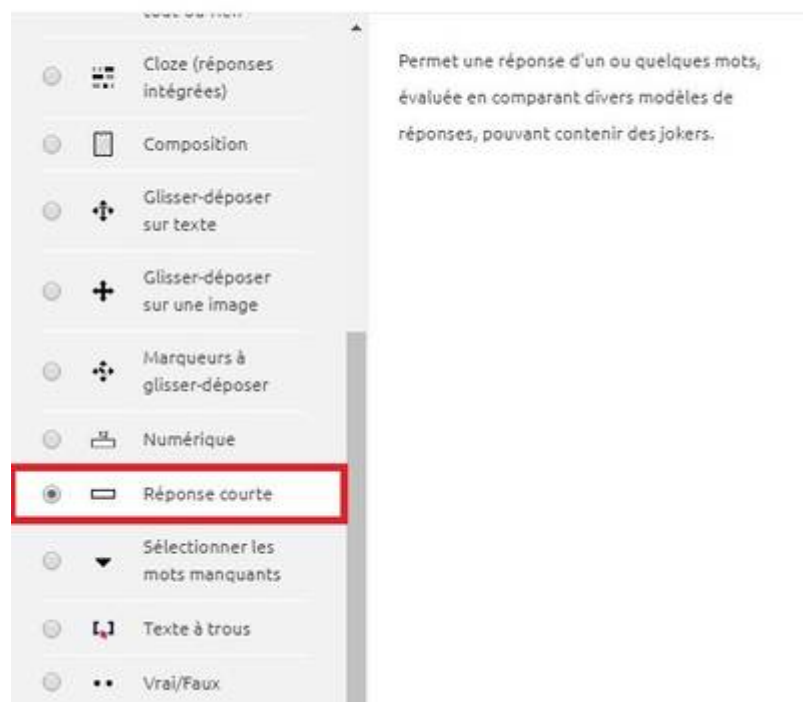 Cloze (réponses
intégrées)
Composition
Glisser-déposer
sur texte
Glisser-déposer
sur une image
Marqueurs à
glisser-déposer
Numérique
Réponse courte
Sélectionner les
mots manquants
Texte à trous
Vrai/Faux
Permet une réponse d'un ou quelques mots,
évaluée en comparant divers modèles de
réponses, pouvant contenir des jokers.